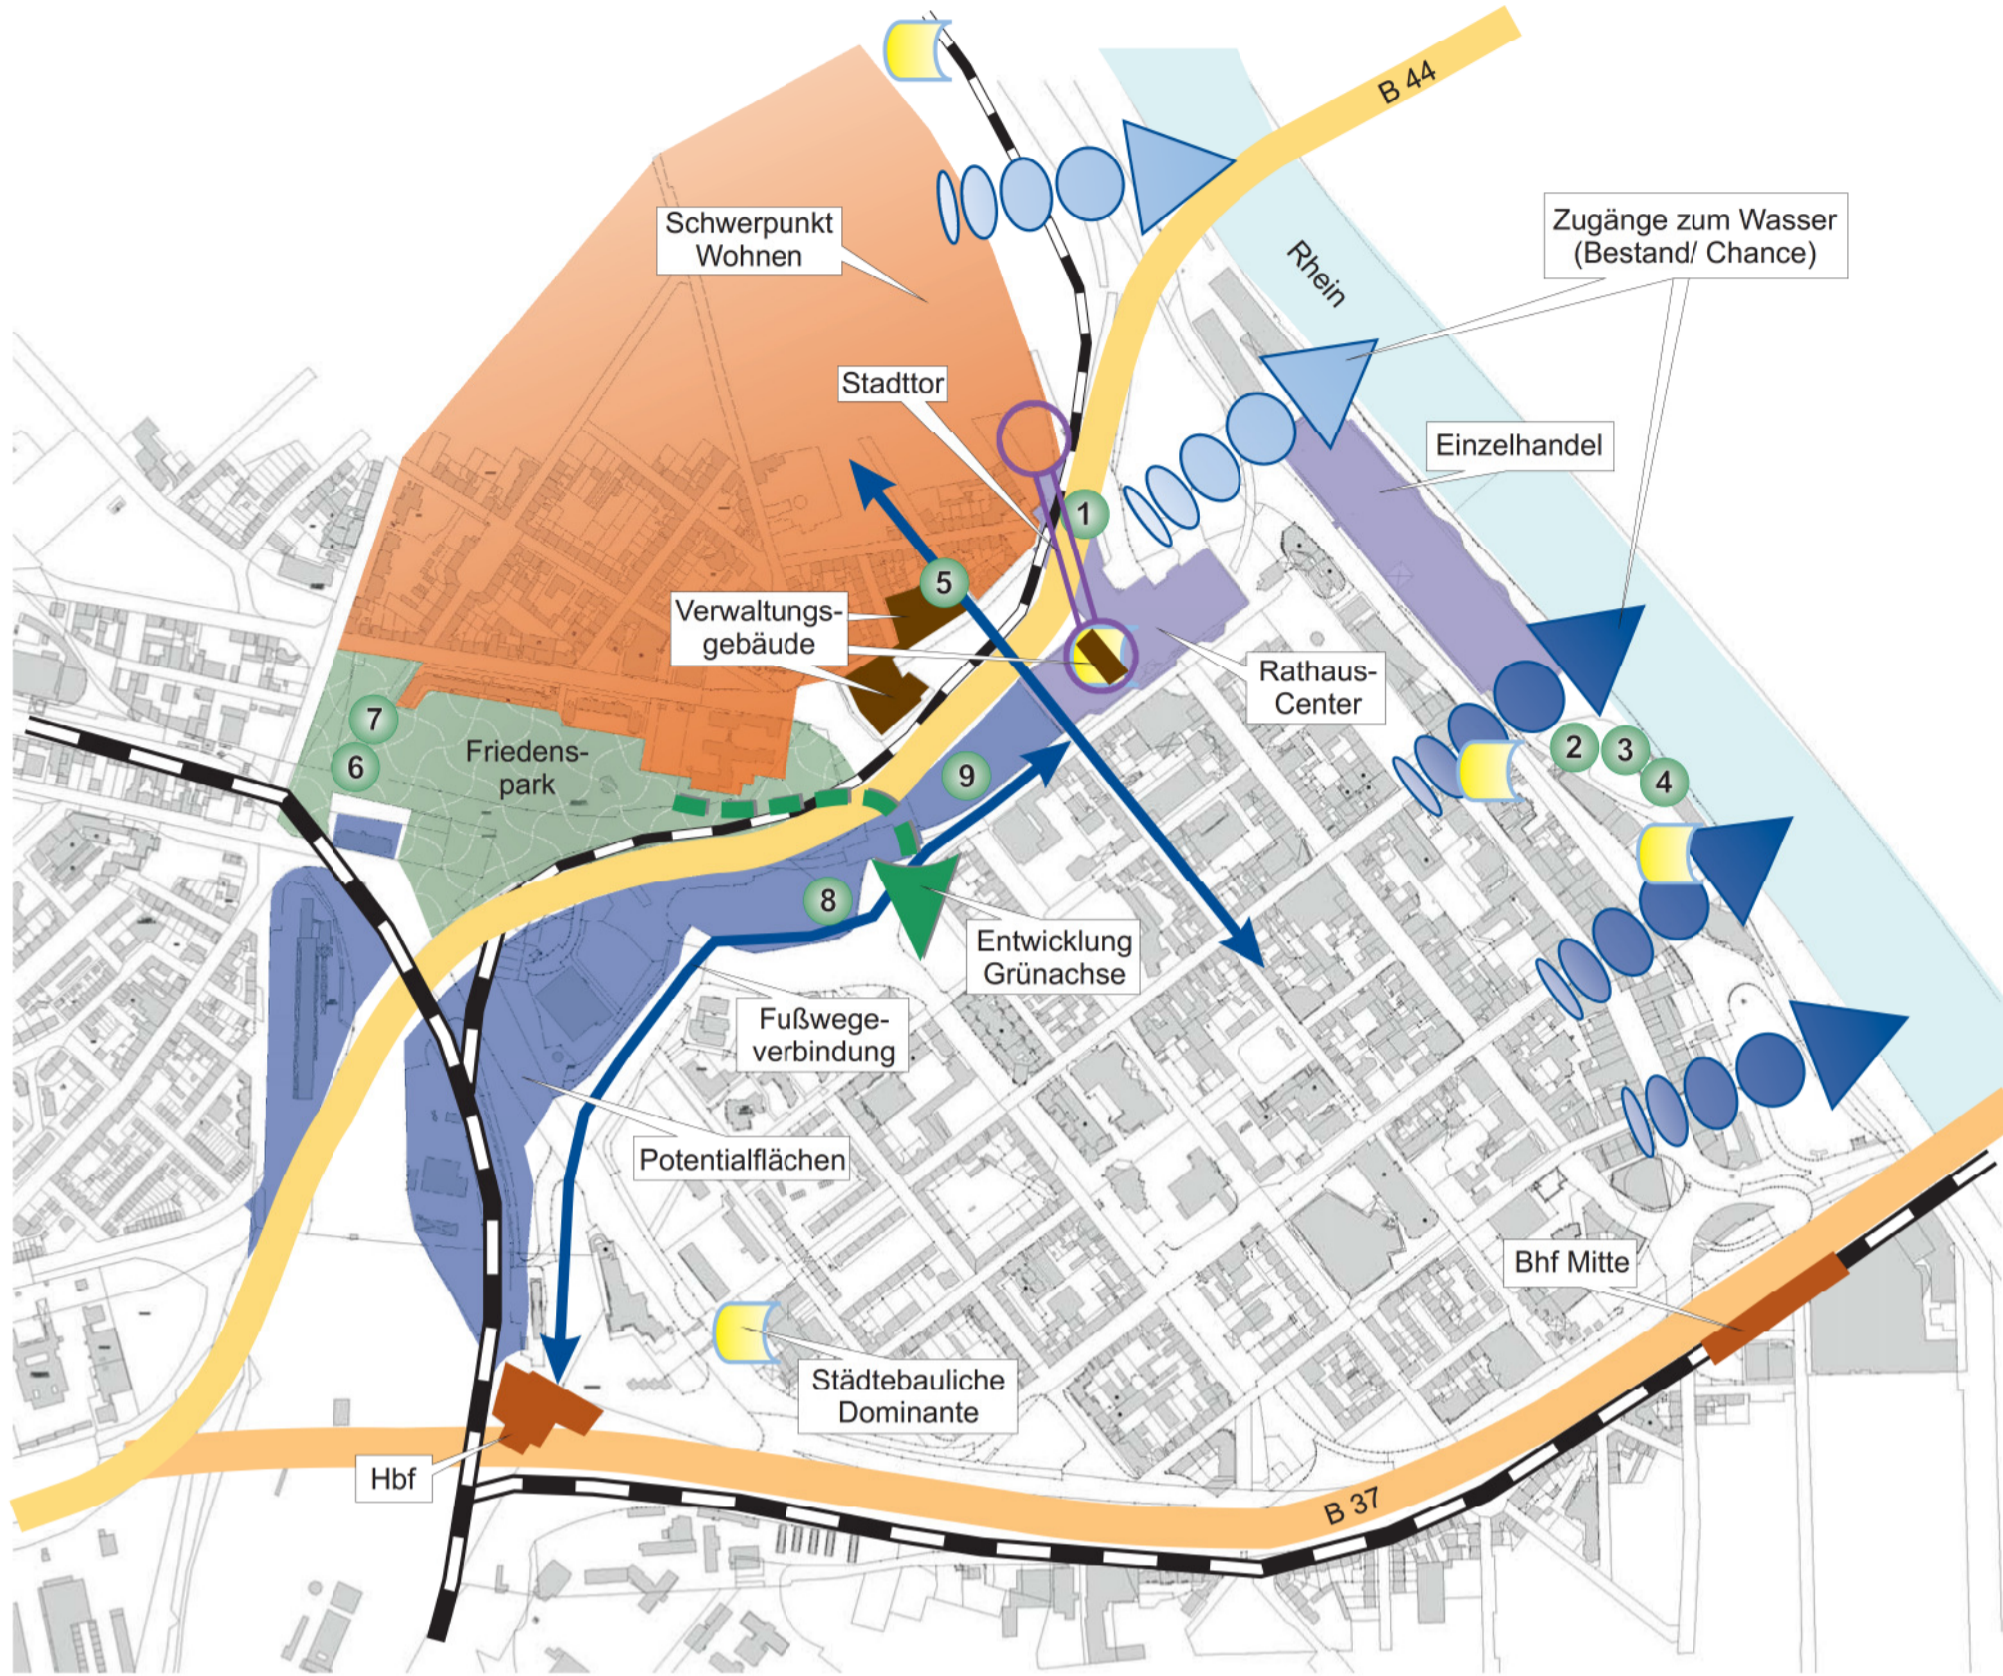 B 44
Schwerpunkt
Wohnen
Zugänge zum Wasser
(Bestand/ Chance)
Rhein
Stadttor
Einzelhandel
1
5
Verwaltungs-
gebäude
Rathaus-
Center
7
6
Friedens-
park
9
2
3
4
8
Entwicklung
Grünachse
Fußwege-
verbindung
Potentialflächen
Bhf Mitte
Städtebauliche
Dominante
Hbf
B 37